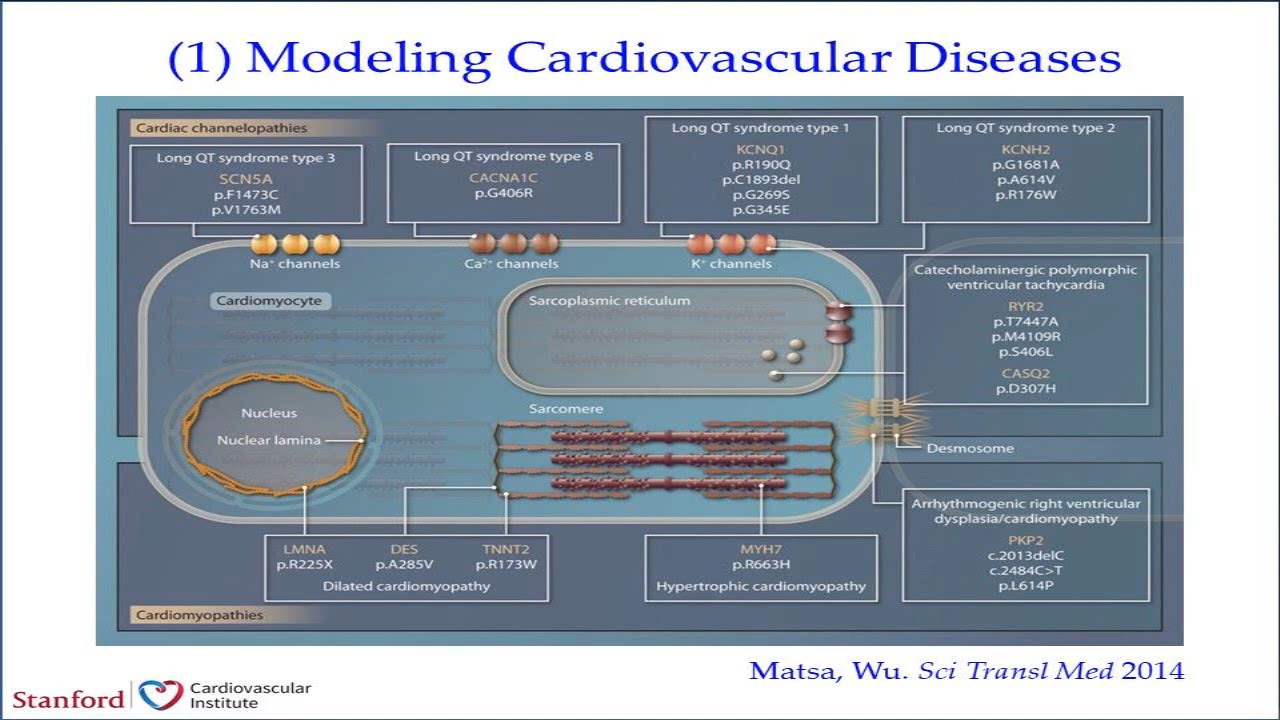 (1) Modeling Cardiovascular Diseases
Cardiac channelopathies
Long QT syndrome type 3
SCN5A
p.F1473C
p.V1763M
Long QT syndrome type 8
CACNA1C
p.G406R
Long QT syndrome type 1
KCNQ1
p.R190Q
p.C1893del
p.G269S
p.G345E
Long QT syndrome type 2
KCNH2
p.G1681A
p.A614V
p.R176W
Na⁺ channels
Ca²⁺ channels
K⁺ channels
Catecholaminergic polymorphic
ventricular tachycardia
RYR2
p.T7447A
p.M4109R
p.S406L
CASQ2
p.D307H
Cardiomyocyte
Sarcoplasmic reticulum
Nucleus
Nuclear lamina
Sarcomere
Desmosome
LMNA
p.R225X
DES
p.A285V
TNNT2
p.R173W
Dilated cardiomyopathy
MYH7
p.R663H
Hypertrophic cardiomyopathy
Arrhythmogenic right ventricular
dysplasia/cardiomyopathy
PKP2
c.2013delC
c.2484C>T
p.L614P
Cardiomyopathies
Matsa, Wu. Sci Transl Med 2014
Stanford
Cardiovascular
Institute